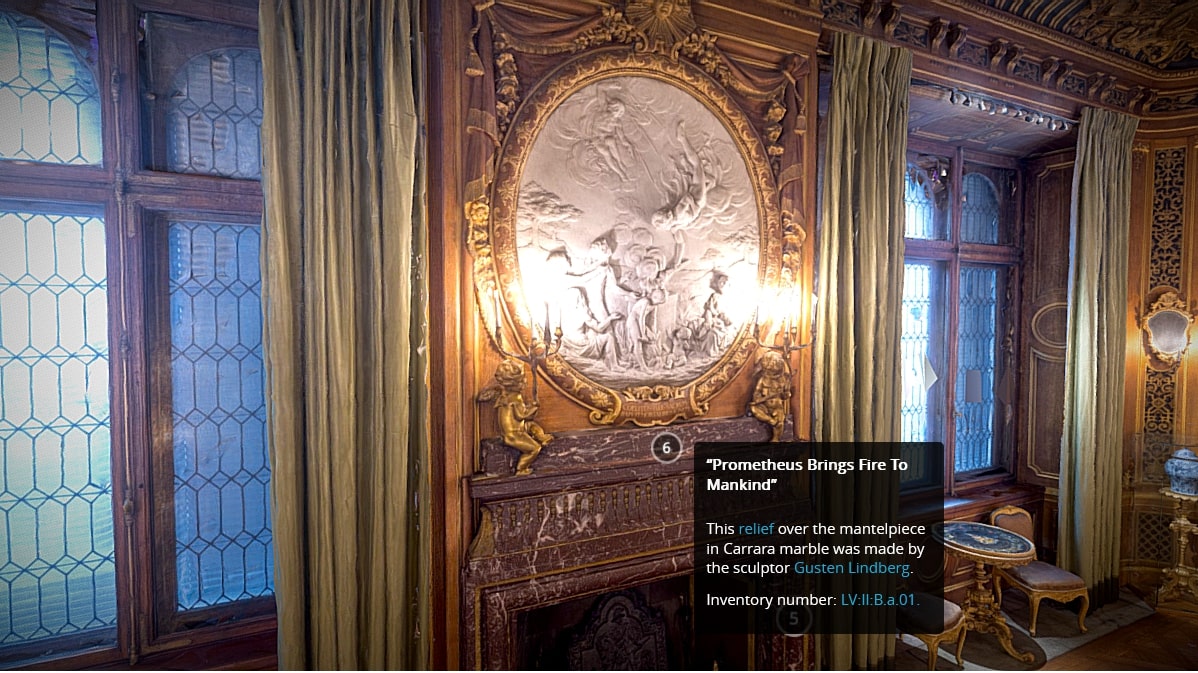 6
“Prometheus Brings Fire To
Mankind”
This relief over the mantelpiece
in Carrara marble was made by
the sculptor Gusten Lindberg.
Inventory number: LV:II:B.a.01.
5